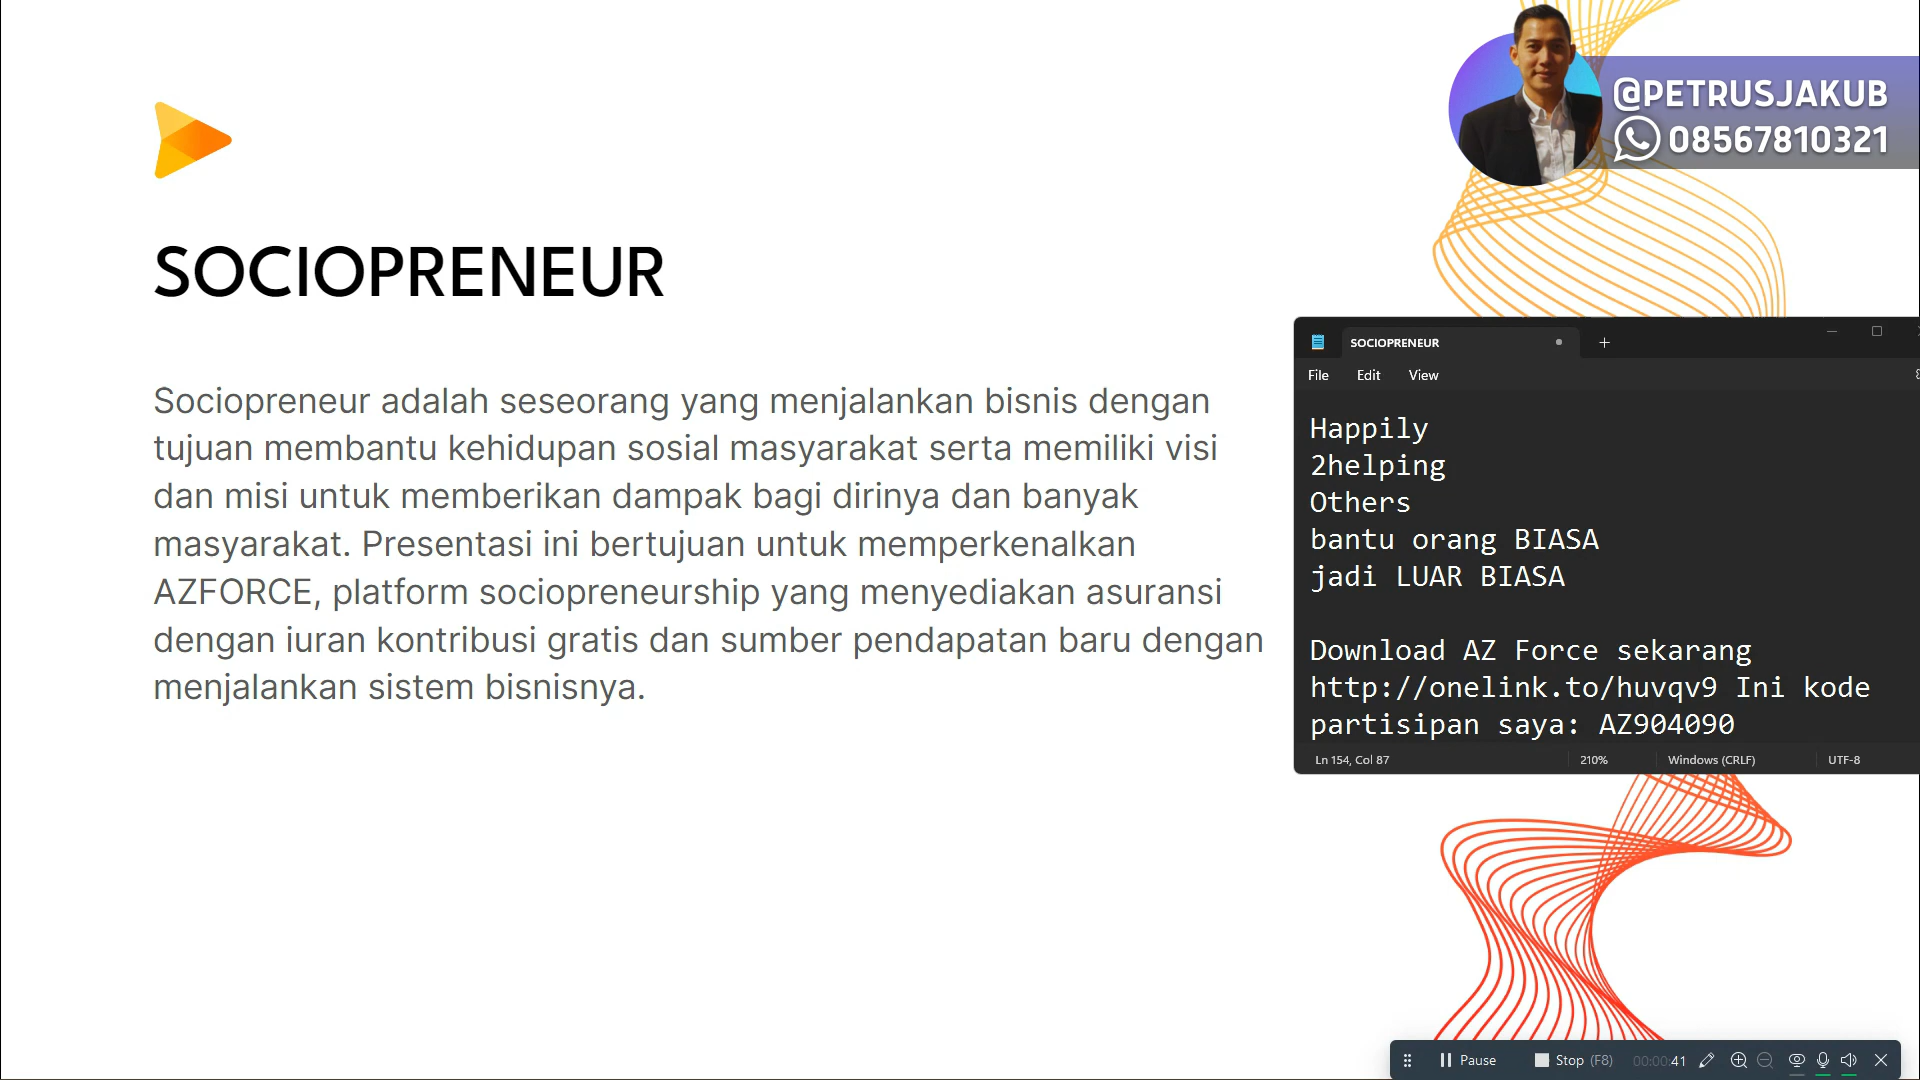 @PETRUSJAKUB
08567810321
SOCIOPRENEUR
Sociopreneur adalah seseorang yang menjalankan bisnis dengan
tujuan membantu kehidupan sosial masyarakat serta memiliki visi
dan misi untuk memberikan dampak bagi dirinya dan banyak
masyarakat. Presentasi ini bertujuan untuk memperkenalkan
AZFORCE, platform sociopreneurship yang menyediakan asuransi
dengan iuran kontribusi gratis dan sumber pendapatan baru dengan
menjalankan sistem bisnisnya.
SOCIOPRENEUR
File Edit View
Happily
2helping
Others
bantu orang BIASA
jadi LUAR BIASA
Download AZ Force sekarang
http://onelink.to/huvqv9 Ini kode
partisipan saya: AZ904090
Ln 154, Col 87 210% Windows (CRLF) UTF-8
Pause Stop (F8) 00:00:41